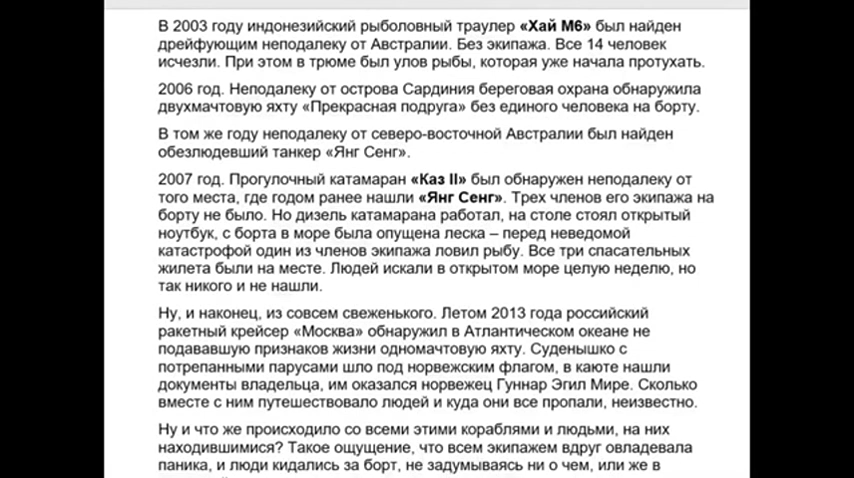 В 2003 году индонезийский рыболовный траулер «Хай М6» был найден
дрейфующим неподалеку от Австралии. Без экипажа. Все 14 человек
исчезли. При этом в трюме был улов рыбы, которая уже начала протухать.
2006 год. Неподалеку от острова Сардиния береговая охрана обнаружила
двухмачтовую яхту «Прекрасная подруга» без единого человека на борту.
В том же году неподалеку от северо-восточной Австралии был найден
обезлюдевший танкер «Янг Сенг».
2007 год. Прогулочный катамаран «Каз II» был обнаружен неподалеку от
того места, где годом ранее нашли «Янг Сенг». Трех членов его экипажа на
борту не было. Но дизель катамарана работал, на столе стоял открытый
ноутбук, с борта в море была опущена леска – перед неведомой
катастрофой один из членов экипажа ловил рыбу. Все три спасательных
жилета были на месте. Людей искали в открытом море целую неделю, но
так никого и не нашли.
Ну, и наконец, из совсем свеженького. Летом 2013 года российский
ракетный крейсер «Москва» обнаружил в Атлантическом океане не
подававшую признаков жизни одномачтовую яхту. Суденышко с
потрепанными парусами шло под норвежским флагом, в каюте нашли
документы владельца, им оказался норвежец Гуннар Эгил Мире. Сколько
вместе с ним путешествовало людей и куда они все пропали, неизвестно.
Ну и что же происходило со всеми этими кораблями и людьми, на них
находившимися? Такое ощущение, что всем экипажем вдруг овладевала
паника, и люди кидались за борт, не задумываясь ни о чем, или же в